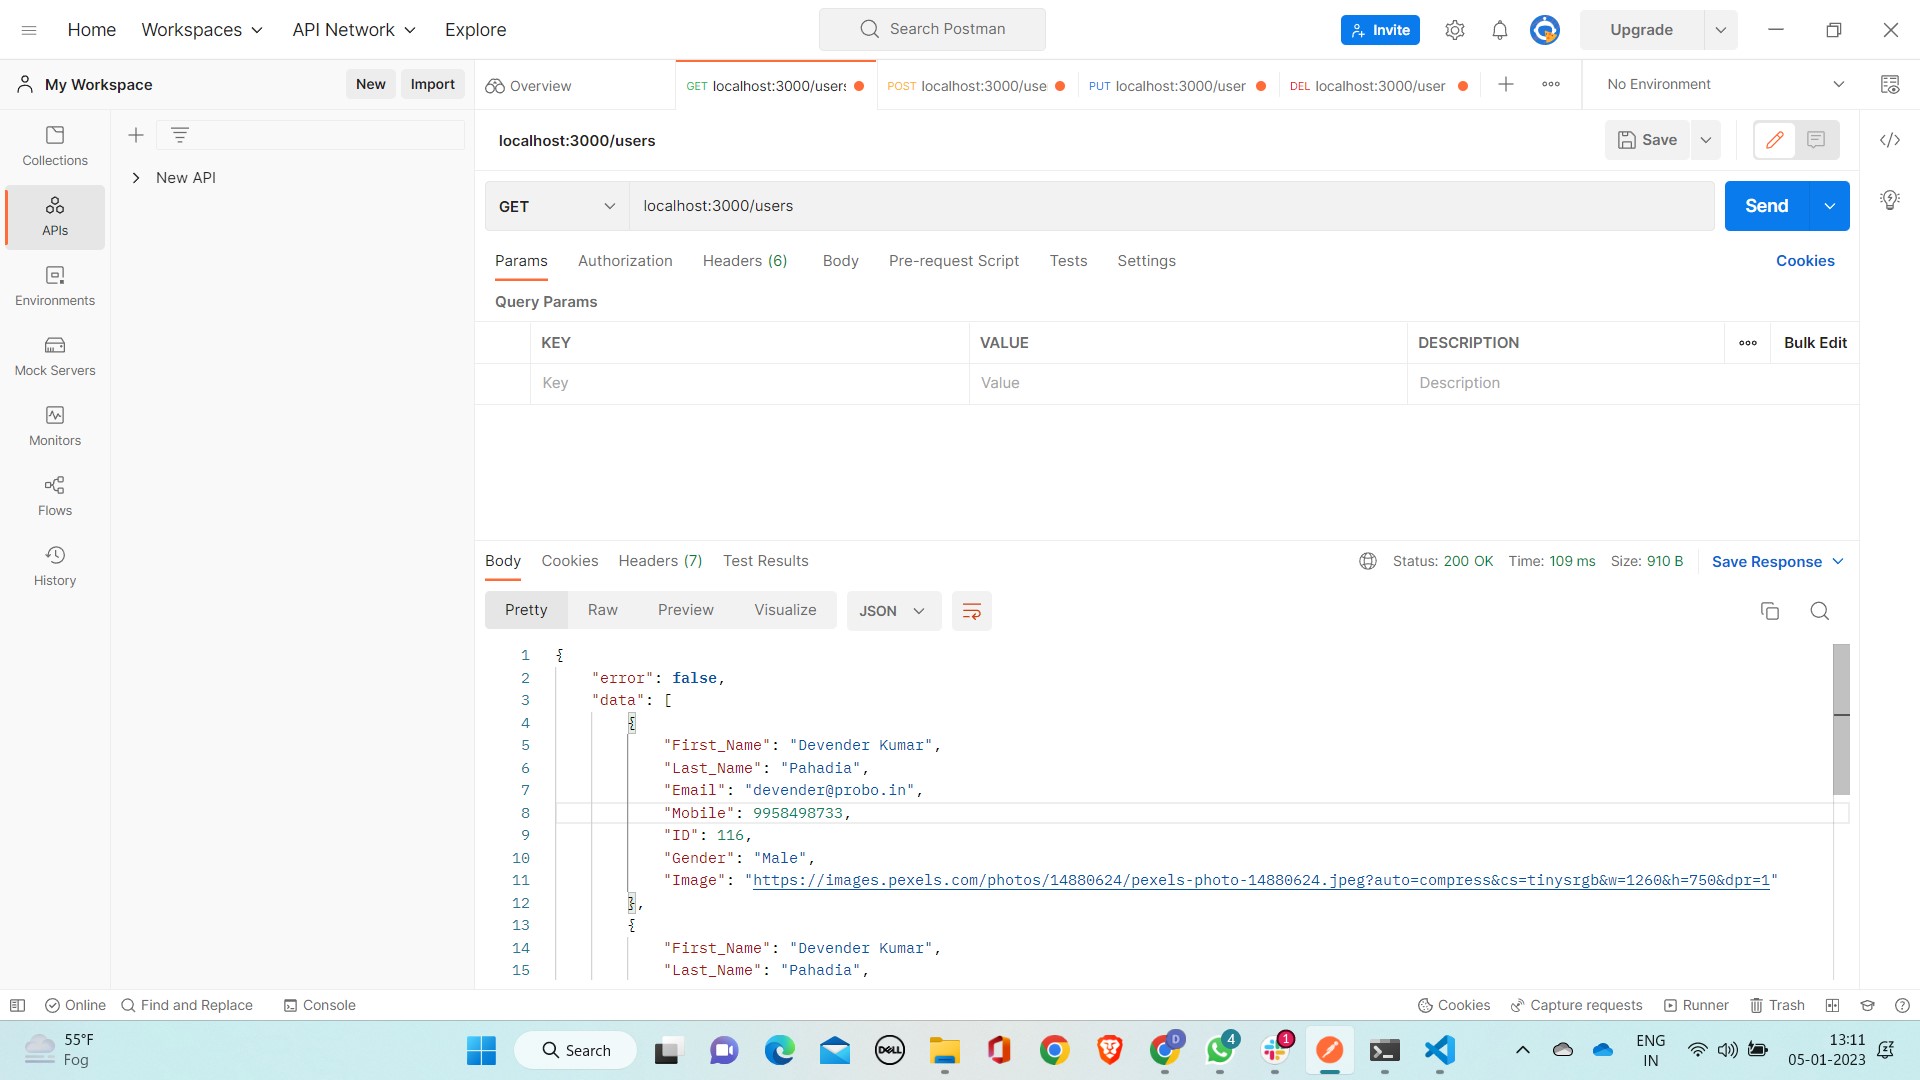 Home Workspaces API Network Explore Search Postman Invite Upgrade
My Workspace New Import Overview GET localhost:3000/users POST localhost:3000/use PUT localhost:3000/user DEL localhost:3000/user No Environment
localhost:3000/users Save
Collections
New API
APIs
GET localhost:3000/users Send
Params Authorization Headers (6) Body Pre-request Script Tests Settings Cookies
Environments
Query Params
KEY VALUE DESCRIPTION Bulk Edit
Mock Servers
Key Value Description
Monitors
Flows
History
Body Cookies Headers (7) Test Results Status: 200 OK Time: 109 ms Size: 910 B Save Response
Pretty Raw Preview Visualize JSON
1 {
2 "error": false,
3 "data": [
4 {
5 "First_Name": "Devender Kumar",
6 "Last_Name": "Pahadia",
7 "Email": "devender@probo.in",
8 "Mobile": 9958498733,
9 "ID": 116,
10 "Gender": "Male",
11 "Image": "https://images.pexels.com/photos/14880624/pexels-photo-14880624.jpeg?auto=compress&cs=tinysrgb&w=1260&h=750&dpr=1"
12 },
13 {
14 "First_Name": "Devender Kumar",
15 "Last_Name": "Pahadia",
Online Find and Replace Console Cookies Capture requests Runner Trash
55°F
Fog
Search
DELL
D
4
1
ENG
IN
13:11
05-01-2023